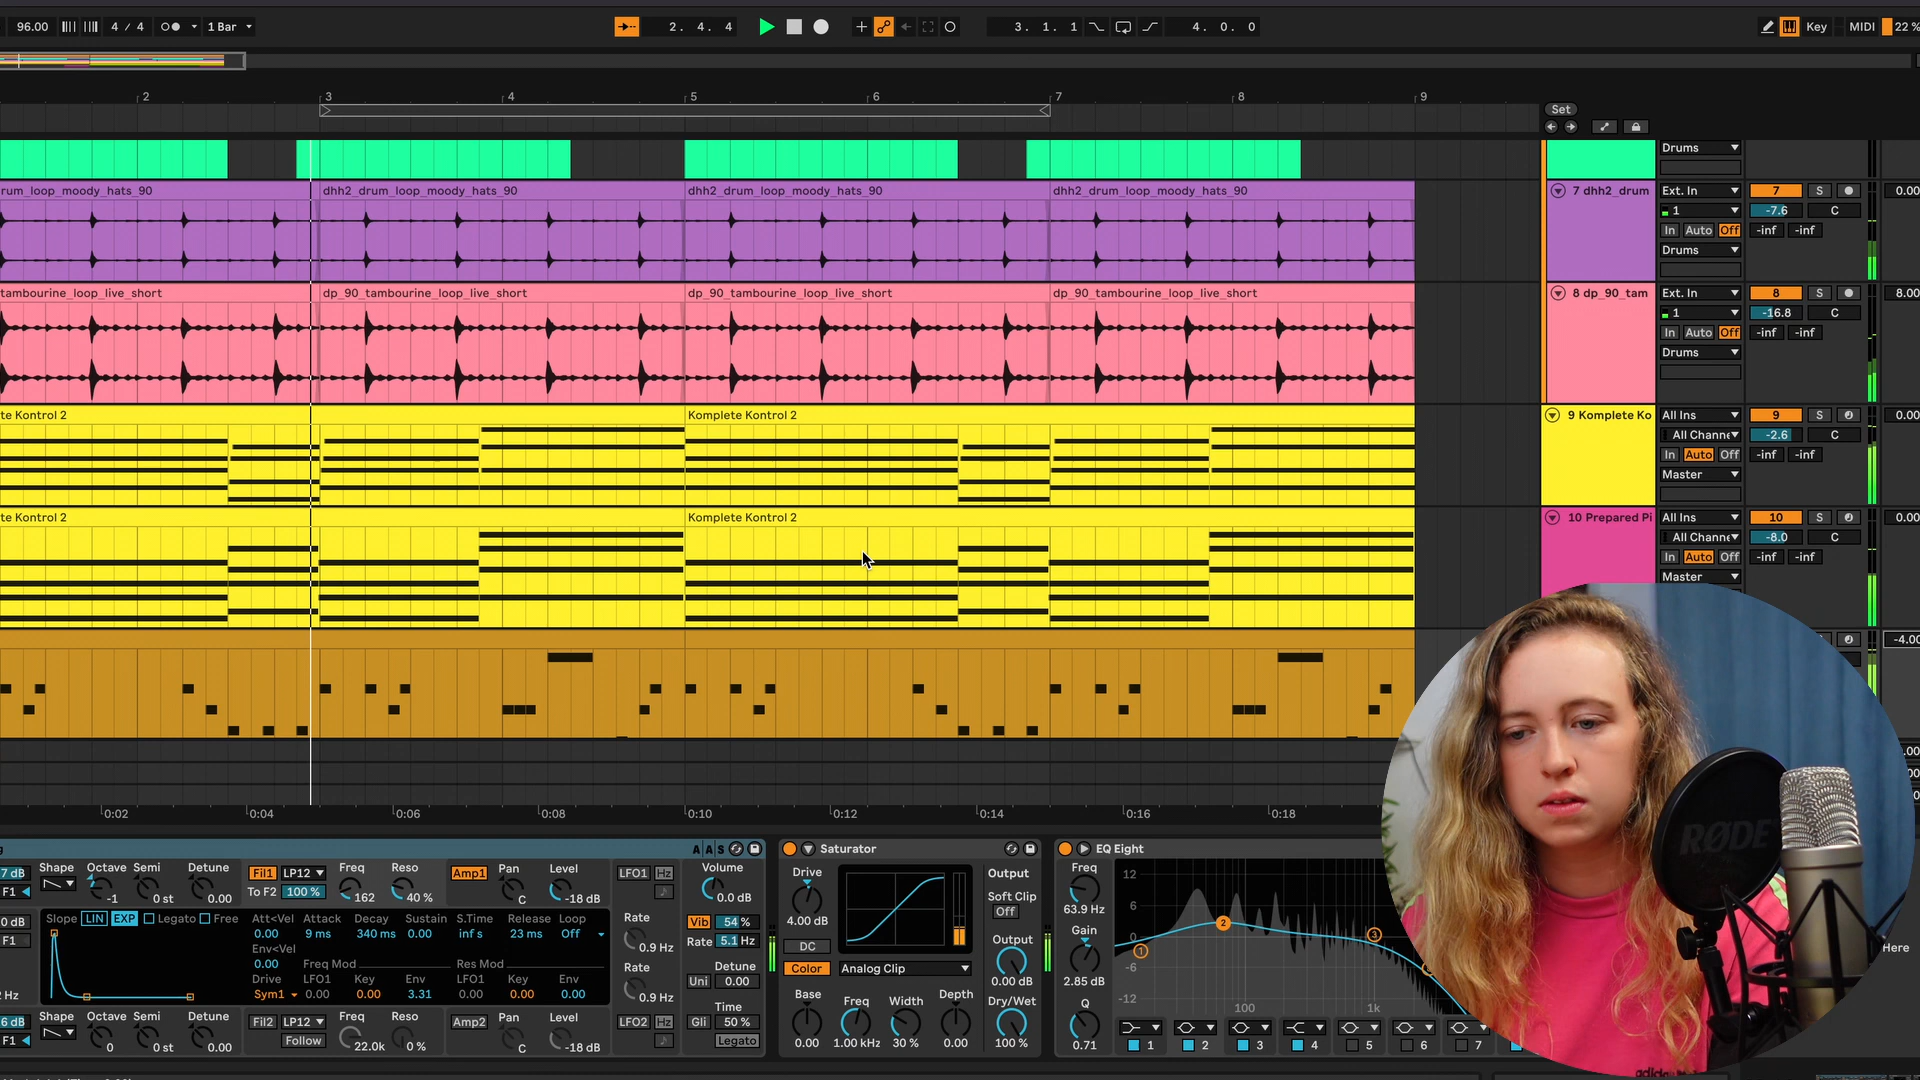 96.00 4 / 4 1 Bar 2. 4. 4 3. 1. 1 4. 0. 0 Key MIDI 22 %
2 3 4 5 6 7 8 9
Set
Drums
rum_loop_moody_hats_90 dhh2_drum_loop_moody_hats_90 dhh2_drum_loop_moody_hats_90 dhh2_drum_loop_moody_hats_90 7 dhh2_drum Ext. In 7 S 0.00
1 -7.6 C
In Auto Off -inf -inf
Drums
tambourine_loop_live_short dp_90_tambourine_loop_live_short dp_90_tambourine_loop_live_short dp_90_tambourine_loop_live_short 8 dp_90_tam Ext. In 8 S 8.00
1 -16.8 C
In Auto Off -inf -inf
Drums
te Kontrol 2 Komplete Kontrol 2 9 Komplete Ko All Ins 9 S 0.00
All Channe -2.6 C
In Auto Off -inf -inf
Master
te Kontrol 2 Komplete Kontrol 2 10 Prepared Pi All Ins 10 S 0.00
All Channe -8.0 C
In Auto Off -inf -inf
Master
-4.00
0:02 0:04 0:06 0:08 0:10 0:12 0:14 0:16 0:18
A A S Saturator EQ Eight
7 dB Shape Octave Semi Detune Fil1 LP12 Freq Reso Amp1 Pan Level LFO1 Hz Volume Drive Output Freq 12
F1 -1 0 st 0.00 To F2 100 % 162 40 % C -18 dB 0.0 dB 4.00 dB Soft Clip Off 63.9 Hz 6
0 dB Slope LIN EXP Legato Free Att<Vel Attack Decay Sustain S.Time Release Loop Rate Vib 54 % Gain 0
F1 0.00 9 ms 340 ms 0.00 inf s 23 ms Off 0.9 Hz Rate 5.1 Hz DC Output
Env<Vel
0.00 Freq Mod Res Mod Rate Detune Color Analog Clip -6
Drive LFO1 Key Env LFO1 Key Env Uni 0.00 0.00 dB 2.85 dB
2 Hz Sym1 0.00 0.00 3.31 0.00 0.00 0.00 0.9 Hz Base Freq Width Depth Dry/Wet Q -12
100 1k
6 dB Shape Octave Semi Detune Fil2 LP12 Freq Reso Amp2 Pan Level LFO2 Hz Time Gli 50 %
F1 0 0 st 0.00 Follow 22.0k 0 % C -18 dB Legato 0.00 1.00 kHz 30 % 0.00 100 % 0.71 1 2 3 4 5 6 7
Here
RØDE
adidas